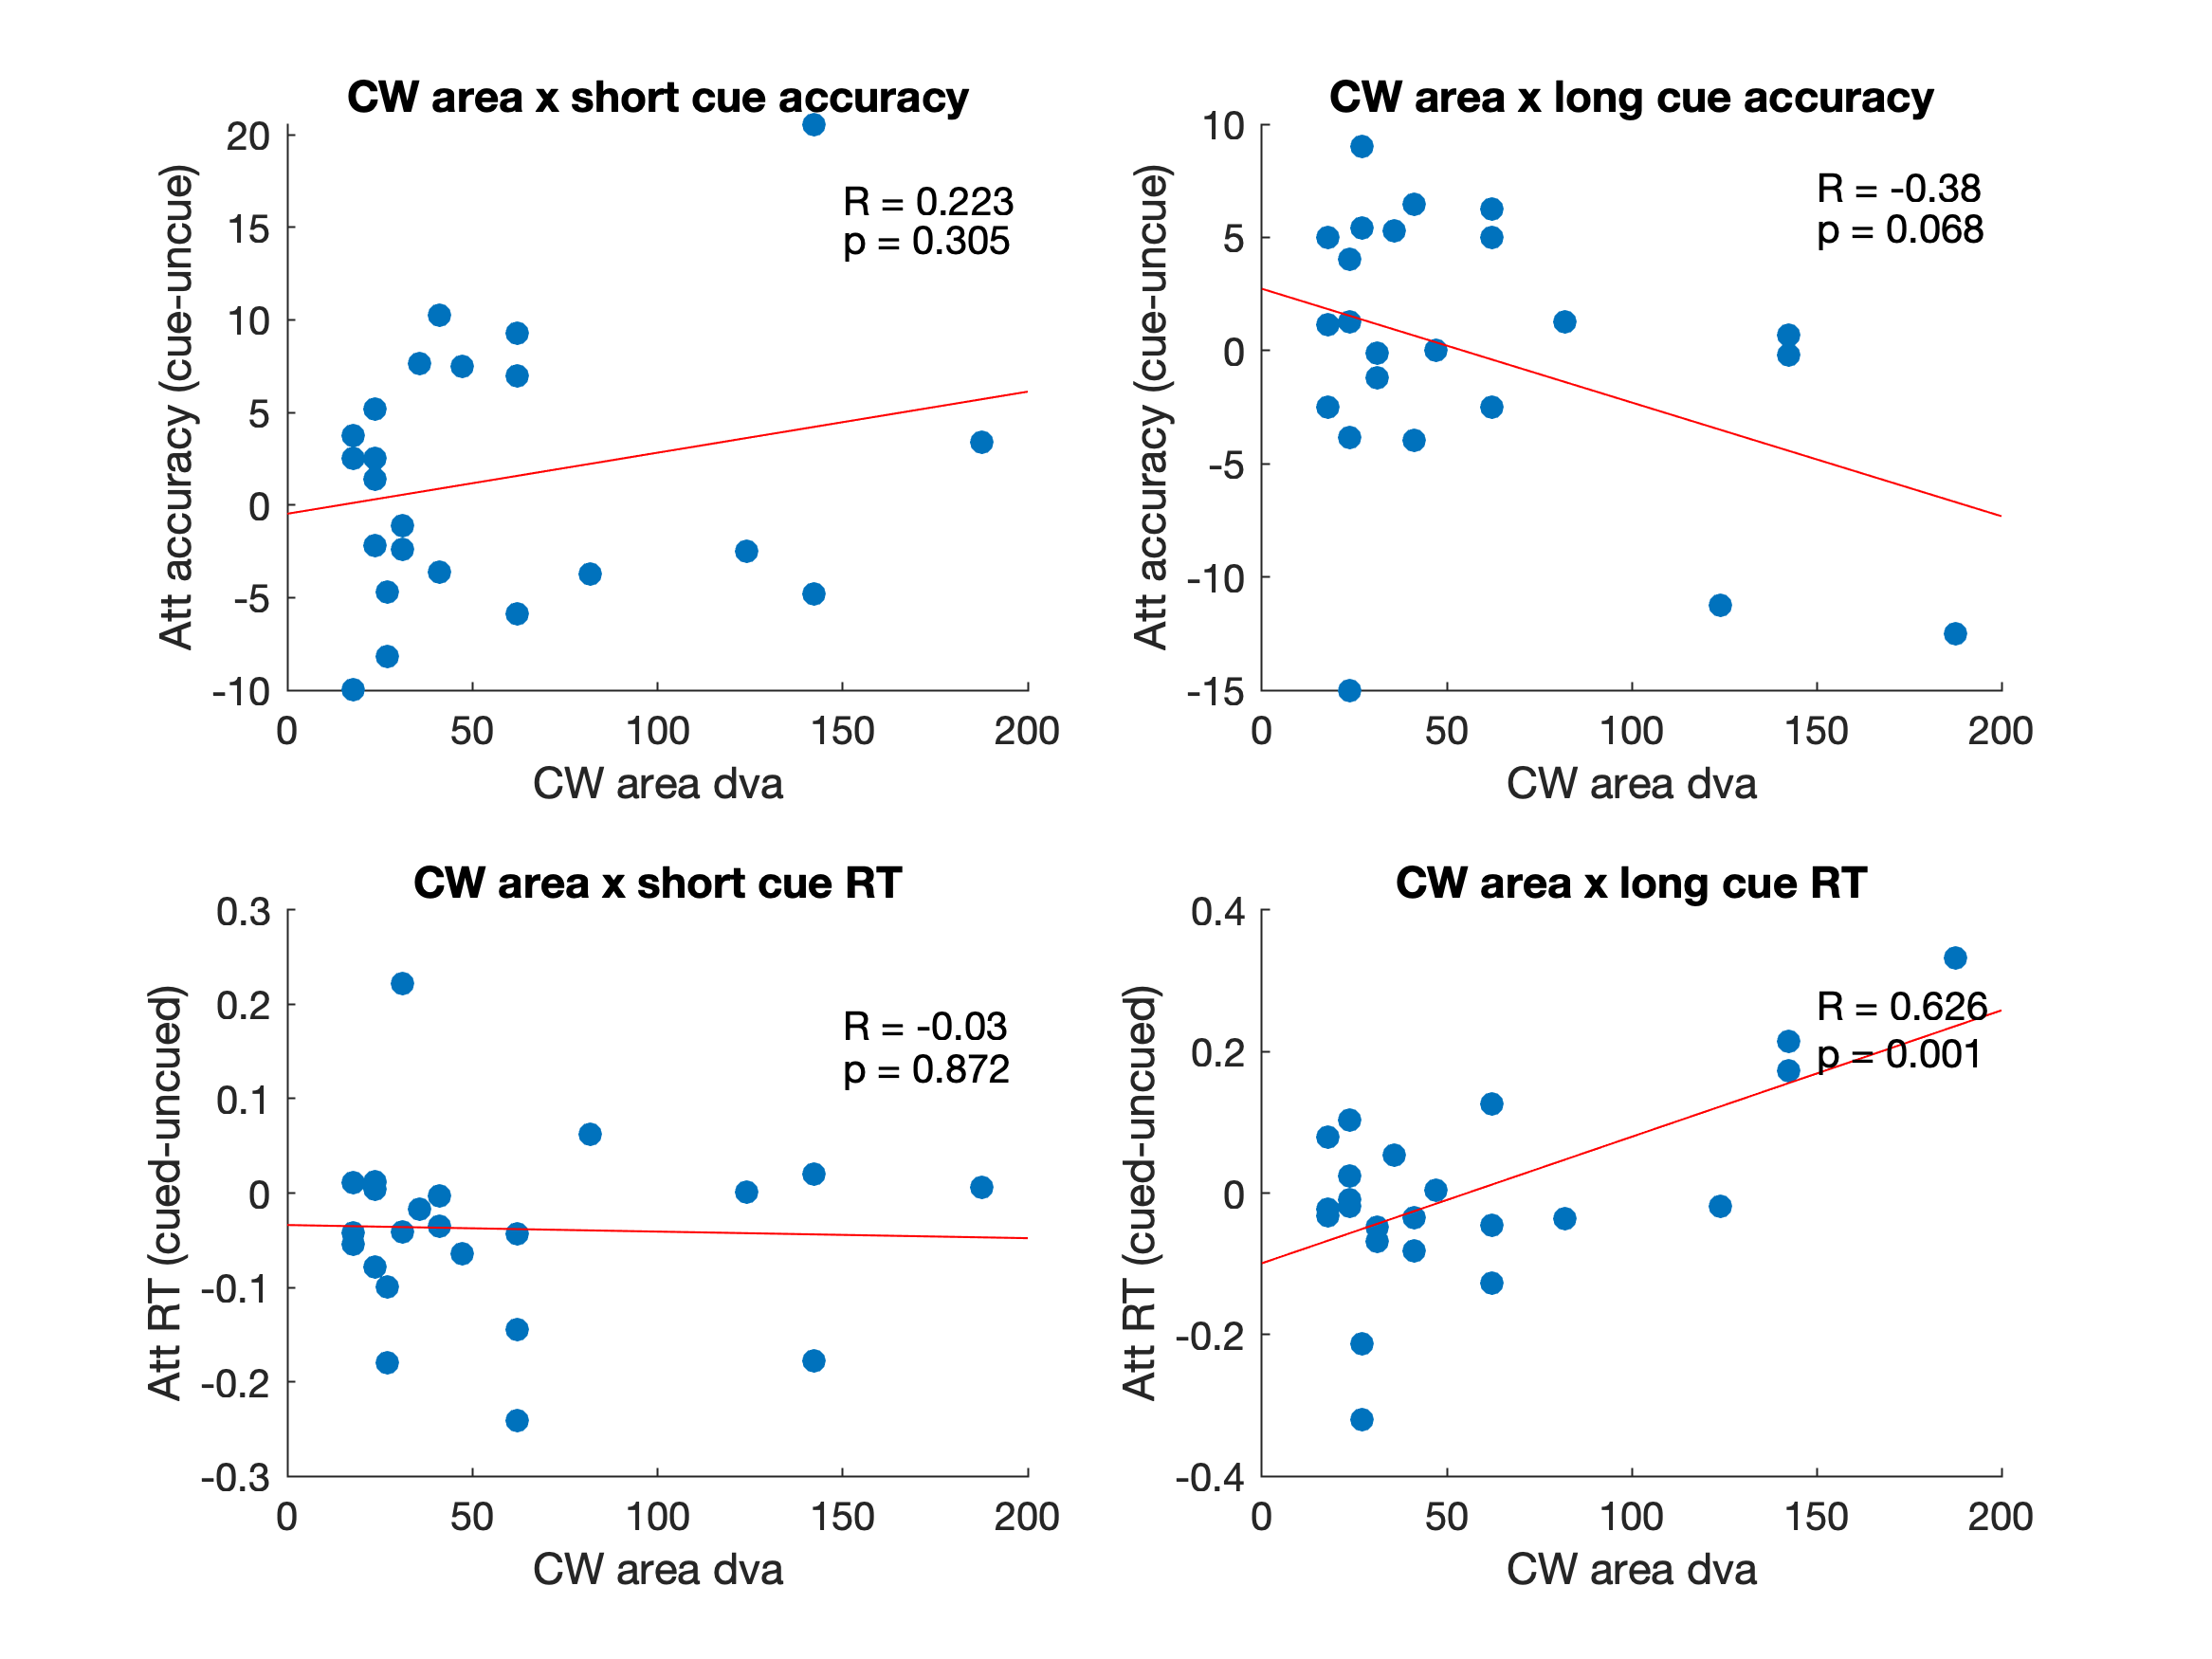 CW area x short cue accuracy
20
15
10
5
0
-5
-10
0 50 100 150 200
Att accuracy (cue-uncue)
CW area dva
R = 0.223
p = 0.305
CW area x long cue accuracy
10
5
0
-5
-10
-15
0 50 100 150 200
Att accuracy (cue-uncue)
CW area dva
R = -0.38
p = 0.068
CW area x short cue RT
0.3
0.2
0.1
0
-0.1
-0.2
-0.3
0 50 100 150 200
Att RT (cued-uncued)
CW area dva
R = -0.03
p = 0.872
CW area x long cue RT
0.4
0.2
0
-0.2
-0.4
0 50 100 150 200
Att RT (cued-uncued)
CW area dva
R = 0.626
p = 0.001